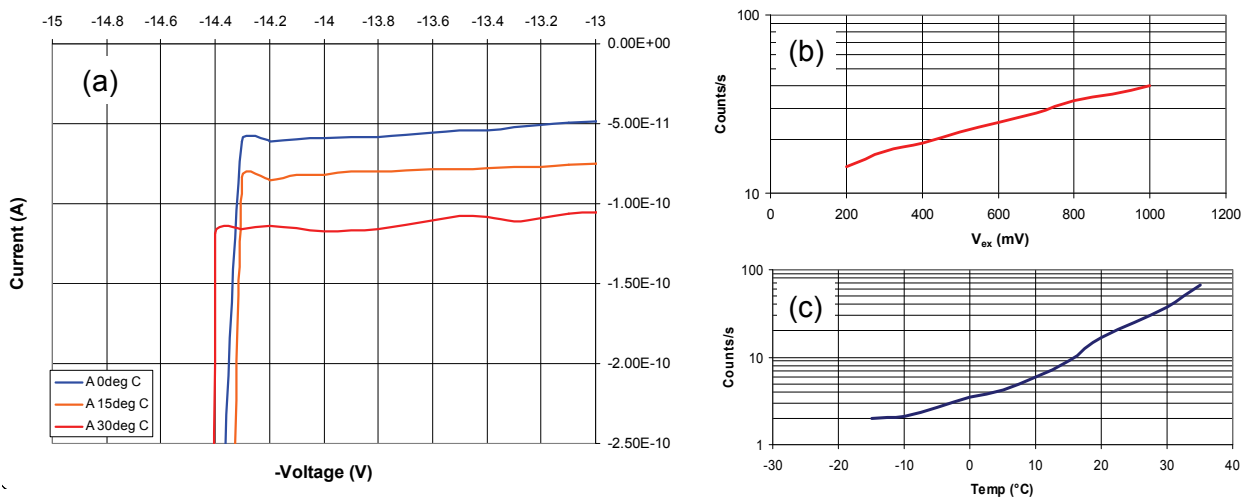 -15 -14.8 -14.6 -14.4 -14.2 -14 -13.8 -13.6 -13.4 -13.2 -13
0.00E+00
-5.00E-11
-1.00E-10
-1.50E-10
-2.00E-10
-2.50E-10
(a)
Current (A)
A 0deg C
A 15deg C
A 30deg C
-Voltage (V)
100
10
(b)
Counts/s
0 200 400 600 800 1000 1200
Vex (mV)
100
10
1
(c)
Counts/s
-30 -20 -10 0 10 20 30 40
Temp (°C)